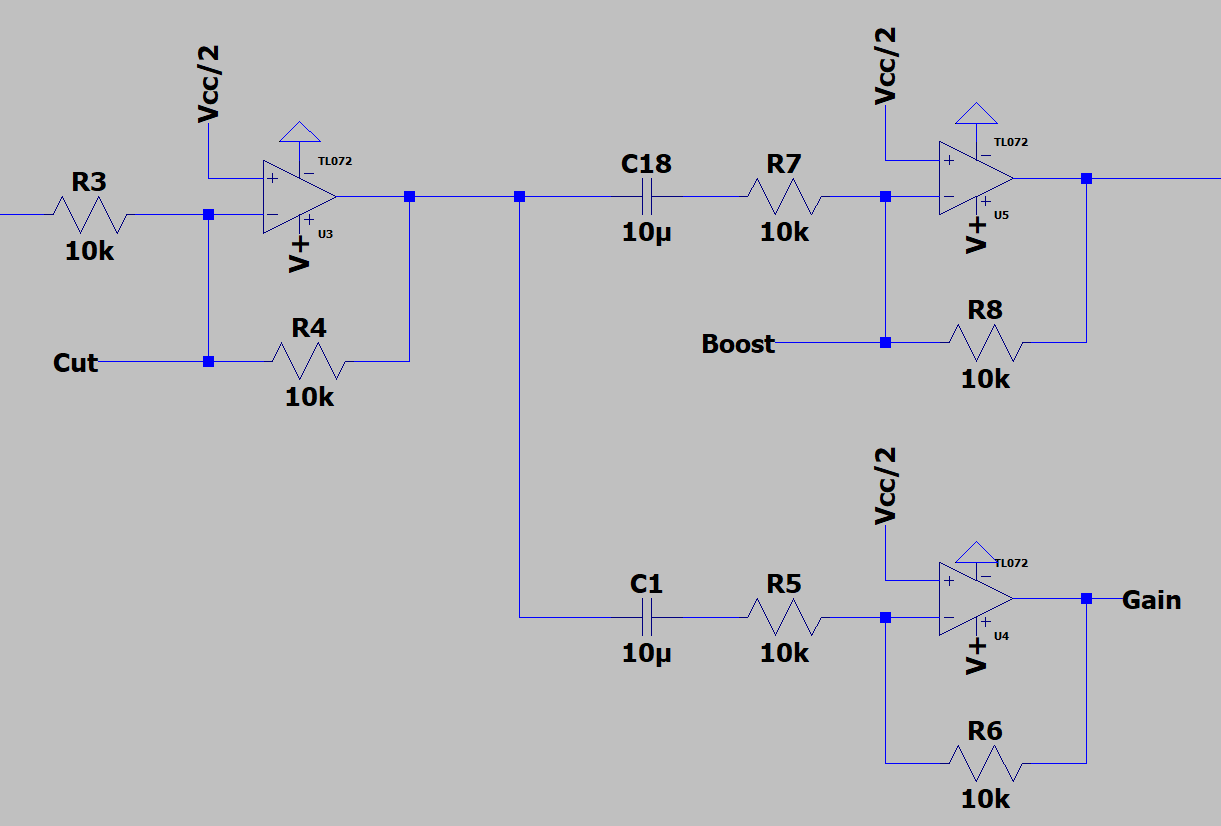 Vcc/2
TL072
R3
10k
U3
V+
R4
Cut
10k
C18
10µ
R7
10k
Vcc/2
TL072
U5
V+
R8
Boost
10k
Vcc/2
TL072
C1
10µ
R5
10k
Gain
U4
V+
R6
10k